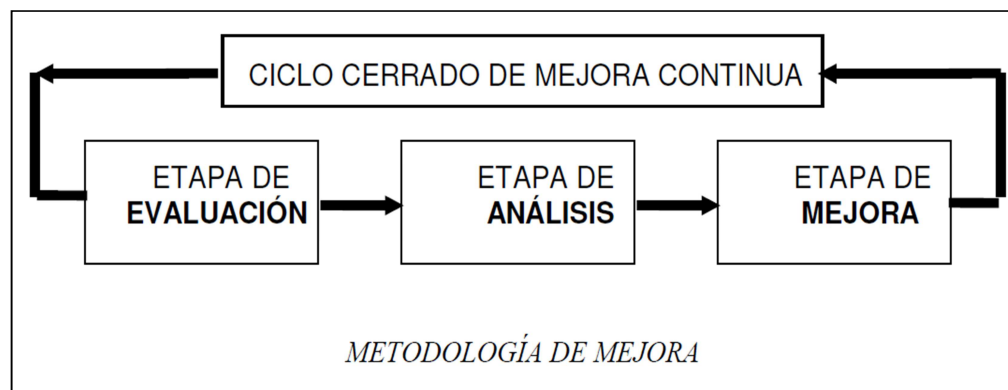 CICLO CERRADO DE MEJORA CONTINUA
ETAPA DE
EVALUACIÓN
ETAPA DE
ANÁLISIS
ETAPA DE
MEJORA
METODOLOGÍA DE MEJORA